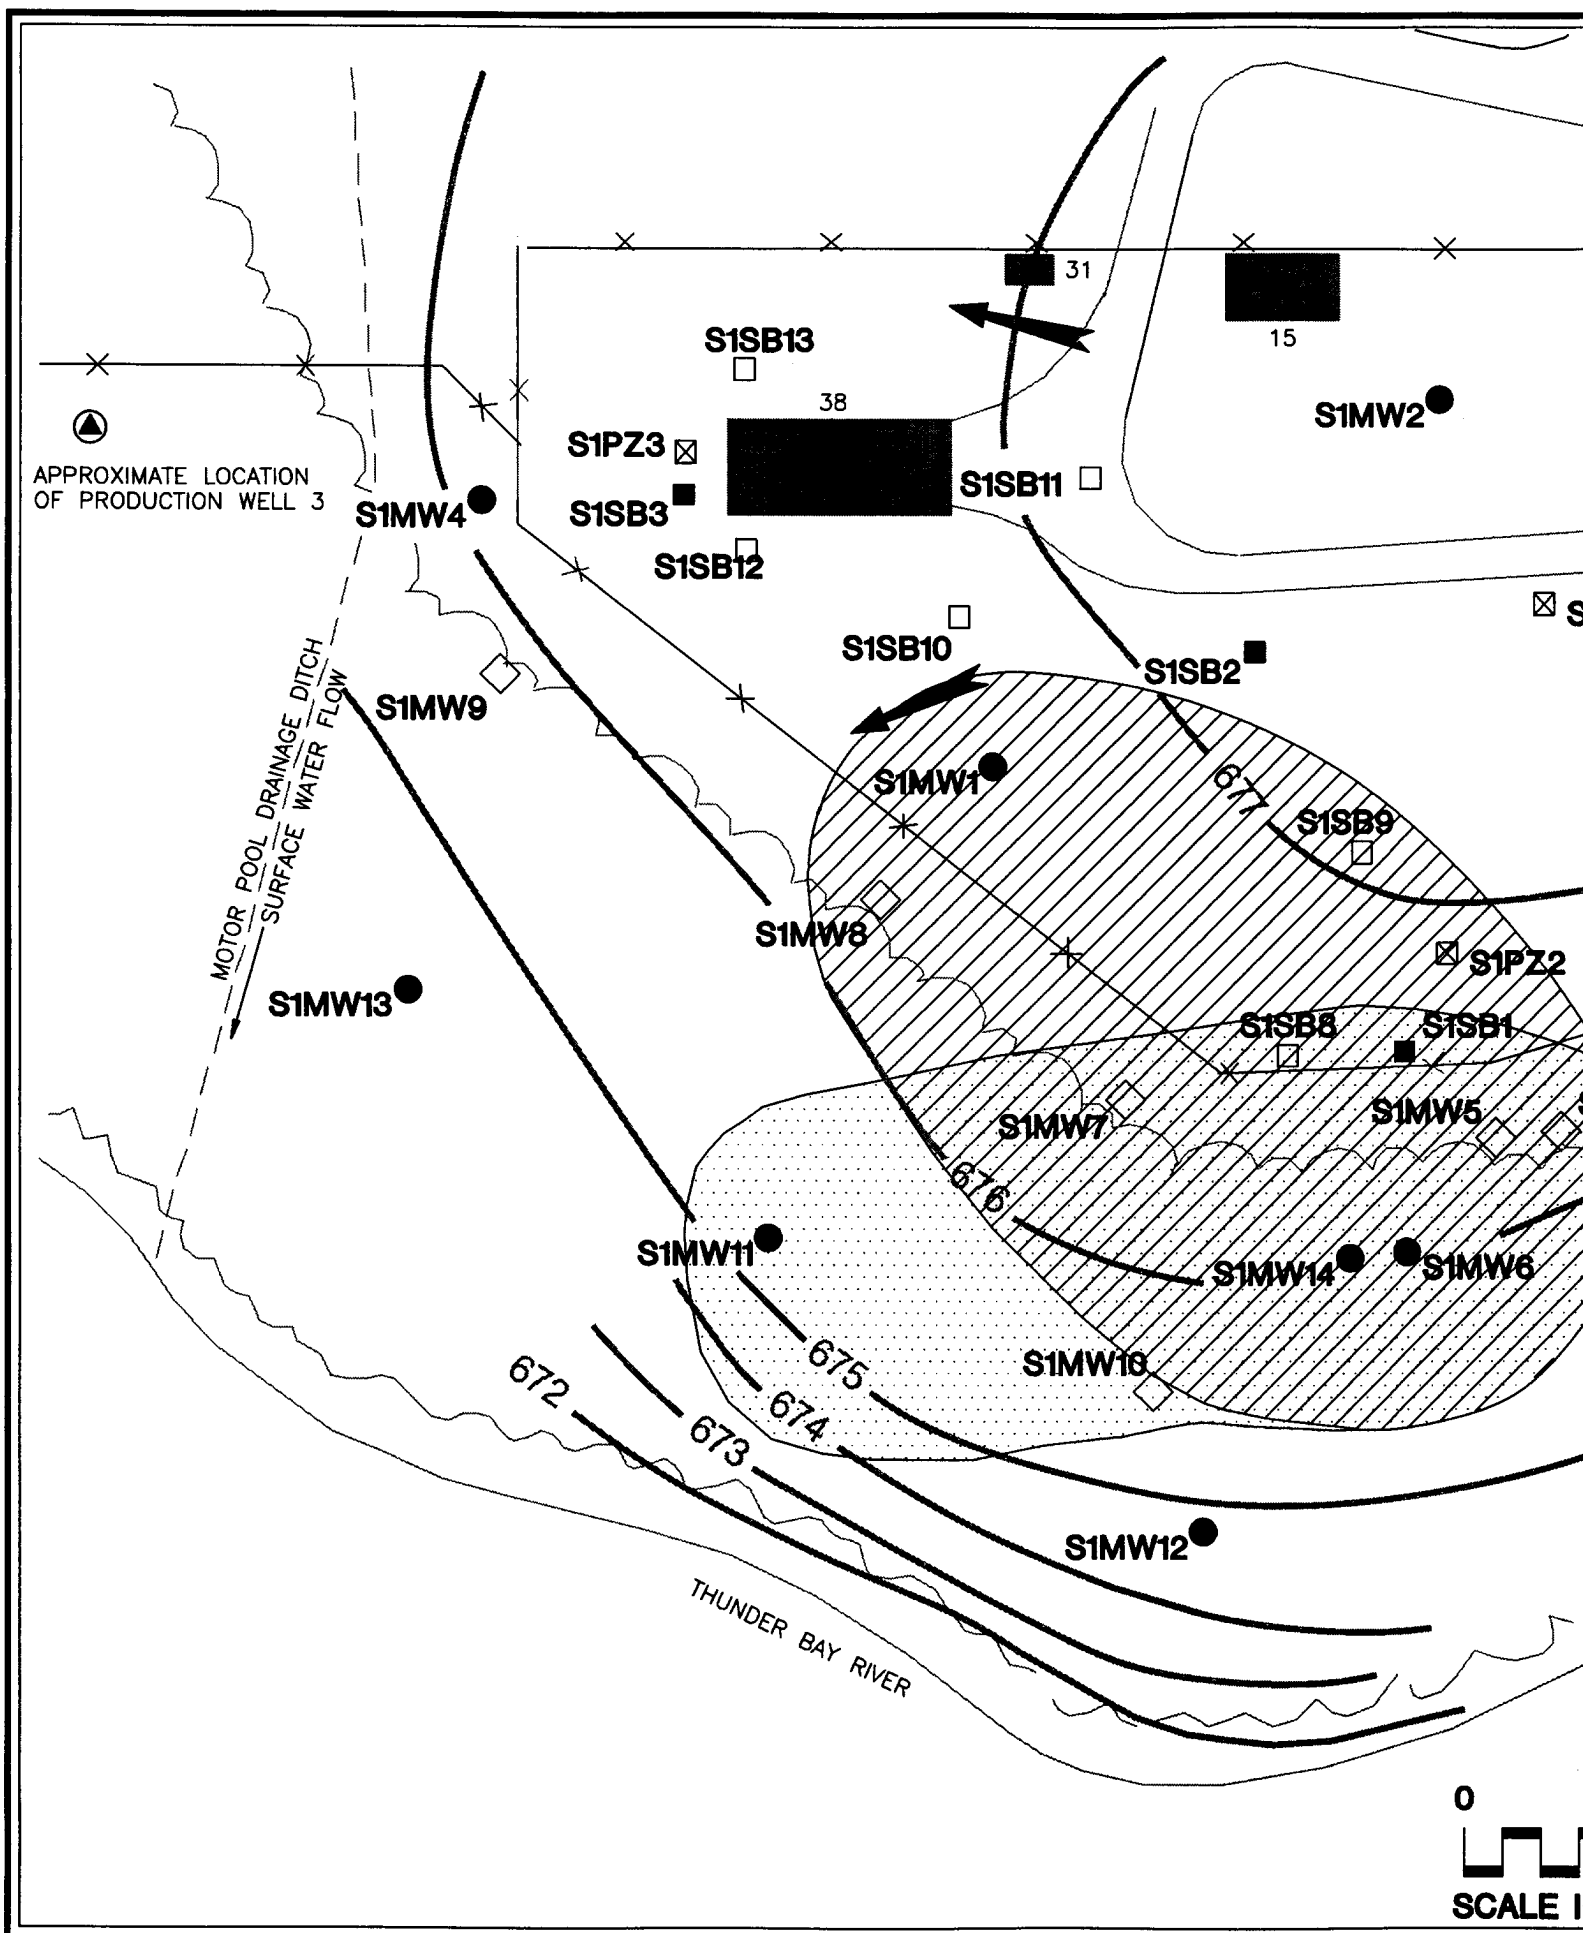 31
15
S1SB13
38
S1MW2
S1PZ3
S1SB11
APPROXIMATE LOCATION
OF PRODUCTION WELL 3
S1MW4
S1SB3
S1SB12
S1SB10
S1SB2
S1MW9
MOTOR POOL DRAINAGE DITCH
SURFACE WATER FLOW
S1MW1
677
S1SB9
S1MW8
S1PZ2
S1MW13
S1SB8
S1SB1
S1MW7
S1MW5
676
S1MW11
S1MW14
S1MW6
675
S1MW10
672
674
673
S1MW12
THUNDER BAY RIVER
0
SCALE I